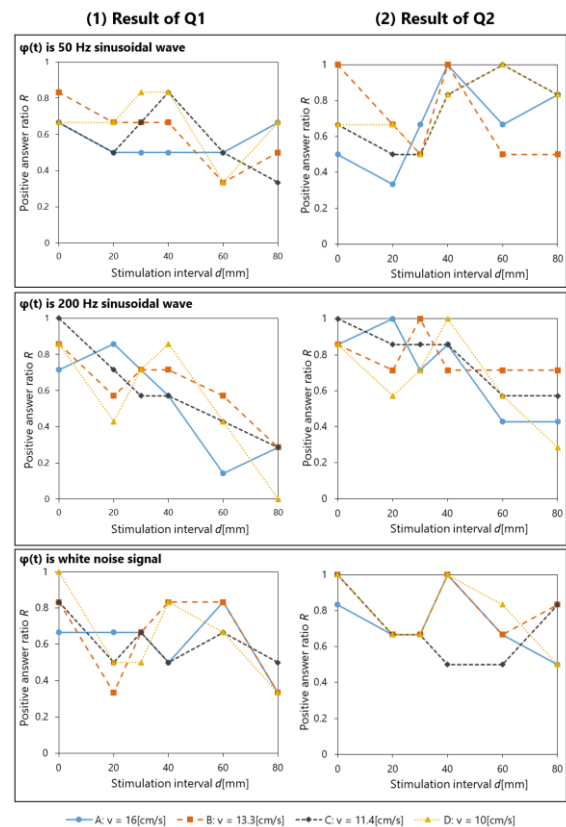 (1) Result of Q1
(2) Result of Q2
φ(t) is 50 Hz sinusoidal wave
Positive answer ratio R
1
0.8
0.6
0.4
0.2
0
0 20 40 60 80
Stimulation interval d[mm]
Positive answer ratio R
1
0.8
0.6
0.4
0.2
0
0 20 40 60 80
Stimulation interval d[mm]
φ(t) is 200 Hz sinusoidal wave
Positive answer ratio R
1
0.8
0.6
0.4
0.2
0
0 20 40 60 80
Stimulation interval d[mm]
Positive answer ratio R
1
0.8
0.6
0.4
0.2
0
0 20 40 60 80
Stimulation interval d[mm]
φ(t) is white noise signal
Positive answer ratio R
1
0.8
0.6
0.4
0.2
0
0 20 40 60 80
Stimulation interval d[mm]
Positive answer ratio R
1
0.8
0.6
0.4
0.2
0
0 20 40 60 80
Stimulation interval d[mm]
A: v = 16[cm/s] B: v = 13.3[cm/s] C: v = 11.4[cm/s] D: v = 10[cm/s]